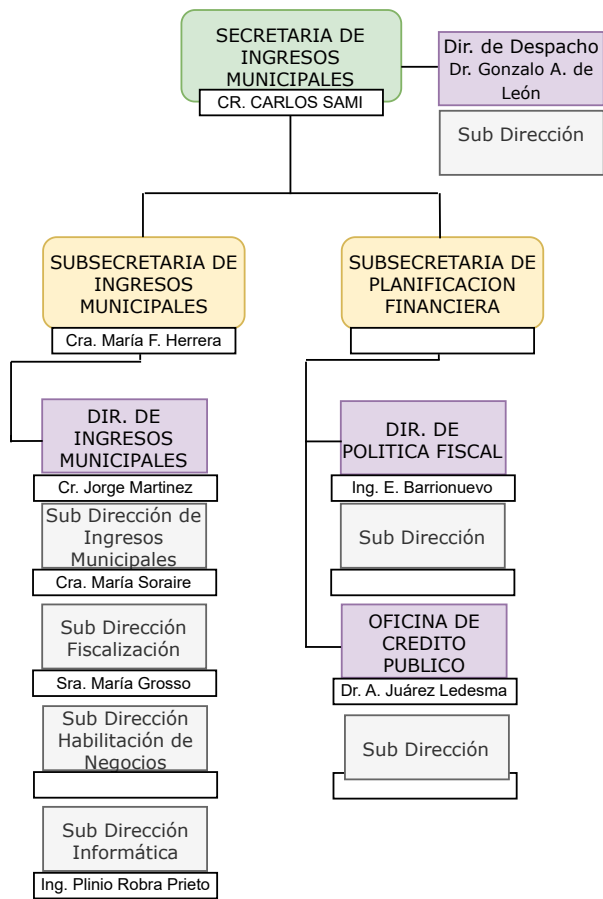 SECRETARIA DE
INGRESOS
MUNICIPALES
CR. CARLOS SAMI
Dir. de Despacho
Dr. Gonzalo A. de
León
Sub Dirección
SUBSECRETARIA DE
INGRESOS
MUNICIPALES
Cra. María F. Herrera
SUBSECRETARIA DE
PLANIFICACION
FINANCIERA
DIR. DE
INGRESOS
MUNICIPALES
Cr. Jorge Martinez
Sub Dirección de
Ingresos
Municipales
Cra. María Soraire
Sub Dirección
Fiscalización
Sra. María Grosso
Sub Dirección
Habilitación de
Negocios
Sub Dirección
Informática
Ing. Plinio Robra Prieto
DIR. DE
POLITICA FISCAL
Ing. E. Barrionuevo
Sub Dirección
OFICINA DE
CREDITO
PUBLICO
Dr. A. Juárez Ledesma
Sub Dirección